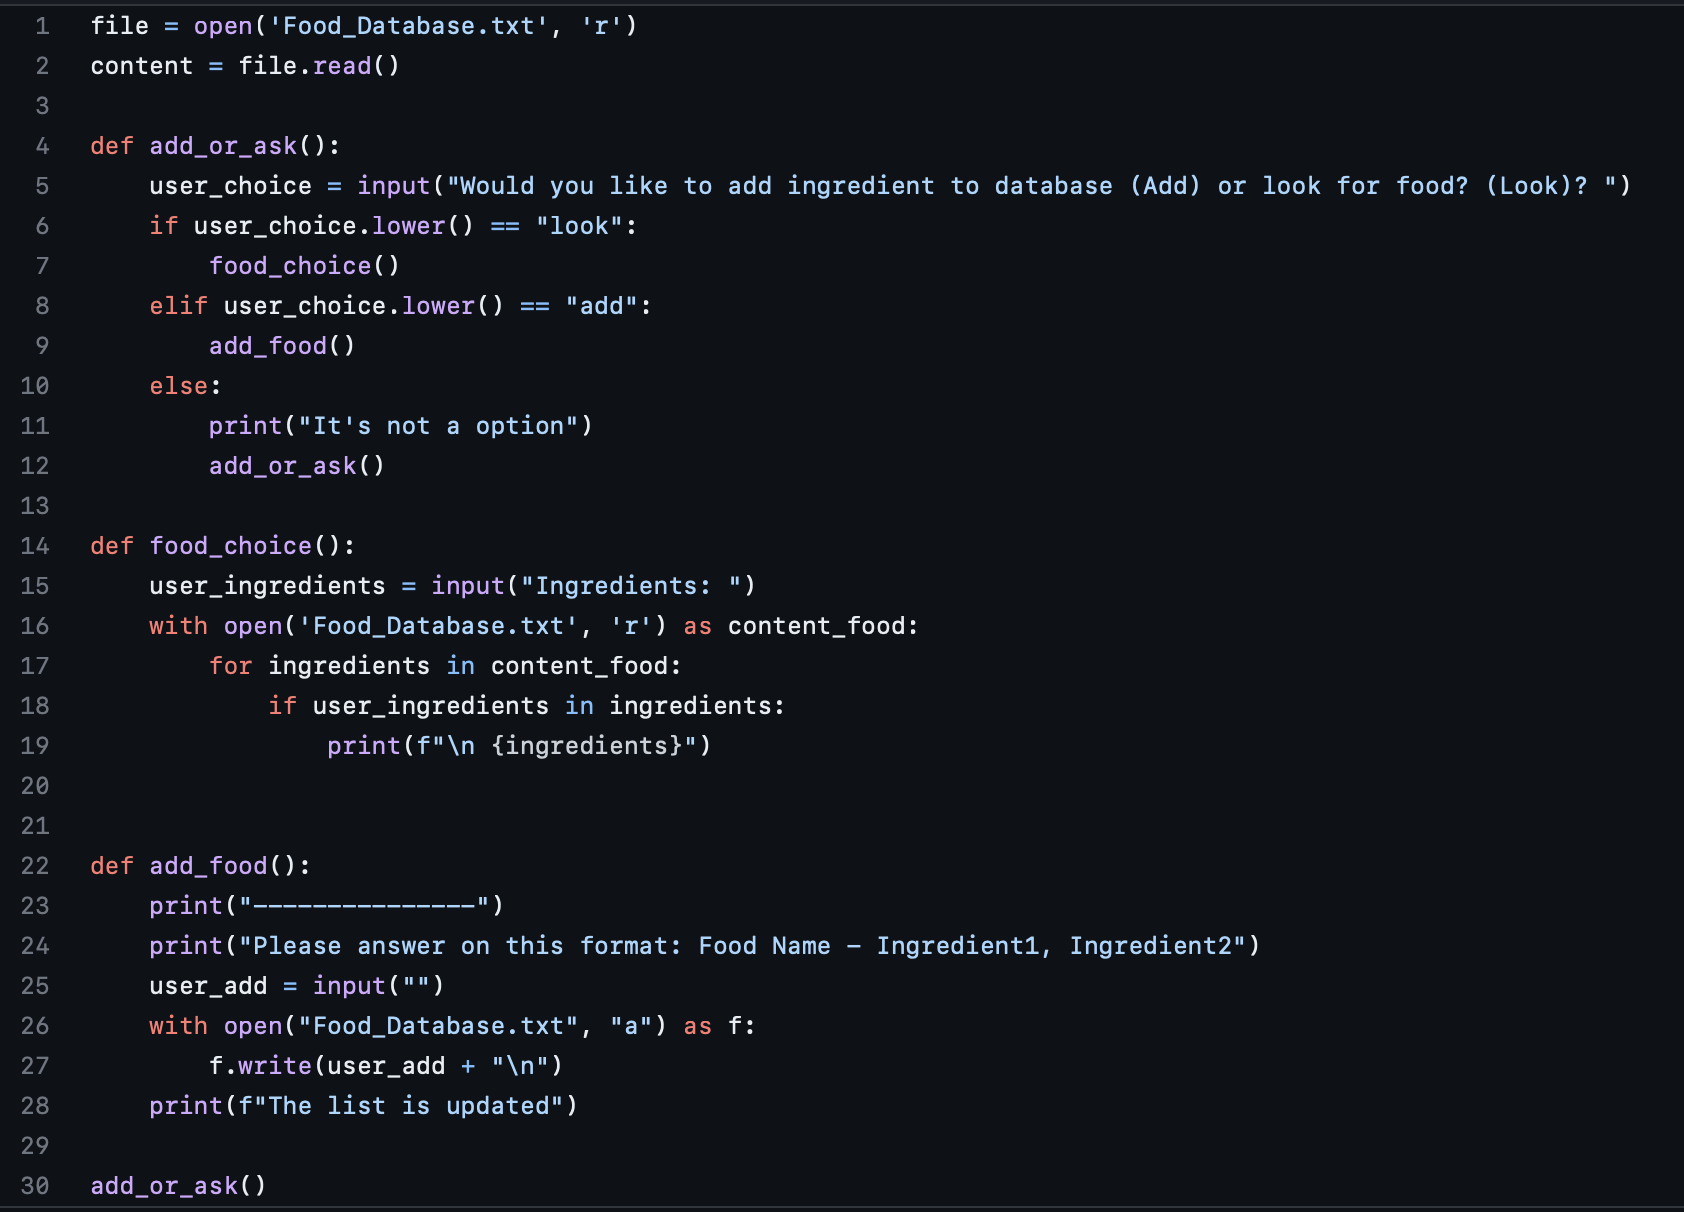 1 file = open('Food_Database.txt', 'r')
2 content = file.read()
3
4 def add_or_ask():
5     user_choice = input("Would you like to add ingredient to database (Add) or look for food? (Look)? ")
6     if user_choice.lower() == "look":
7         food_choice()
8     elif user_choice.lower() == "add":
9         add_food()
10     else:
11         print("It's not a option")
12         add_or_ask()
13
14 def food_choice():
15     user_ingredients = input("Ingredients: ")
16     with open('Food_Database.txt', 'r') as content_food:
17         for ingredients in content_food:
18             if user_ingredients in ingredients:
19                 print(f"\n {ingredients}")
20
21
22 def add_food():
23     print("---------------")
24     print("Please answer on this format: Food Name - Ingredient1, Ingredient2")
25     user_add = input("")
26     with open("Food_Database.txt", "a") as f:
27         f.write(user_add + "\n")
28     print(f"The list is updated")
29
30 add_or_ask()